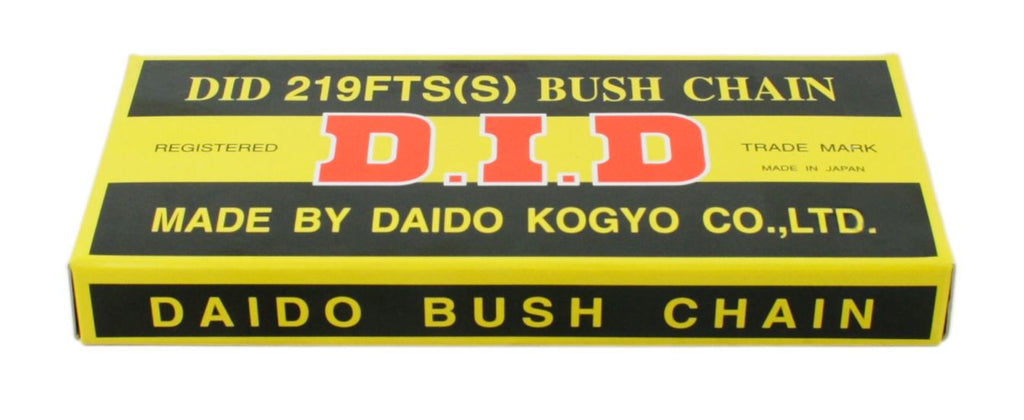 DID 219FTS(S) BUSH CHAIN
REGISTERED D.I.D TRADE MARK
MADE IN JAPAN
MADE BY DAIDO KOGYO CO.,LTD.
DAIDO BUSH CHAIN